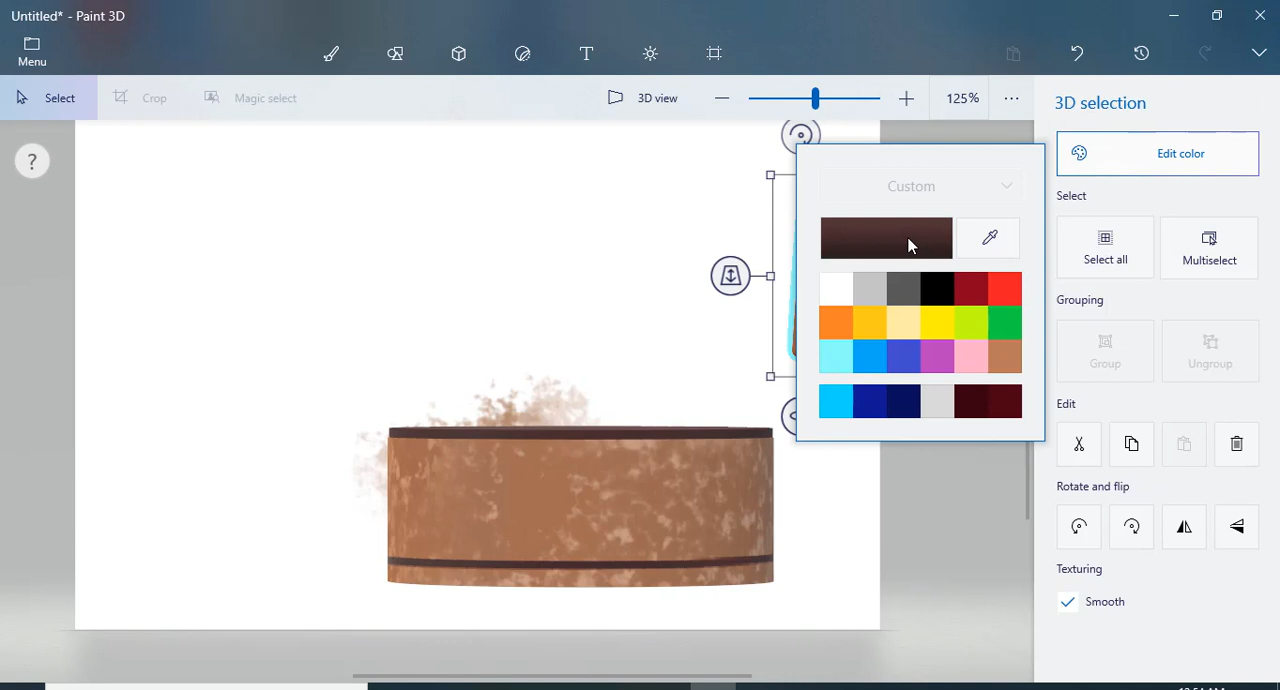 Untitled* - Paint 3D
Menu
Select
Crop
Magic select
3D view
125%
3D selection
Edit color
Custom
Select
Select all
Multiselect
Grouping
Group
Ungroup
Edit
Rotate and flip
Texturing
Smooth